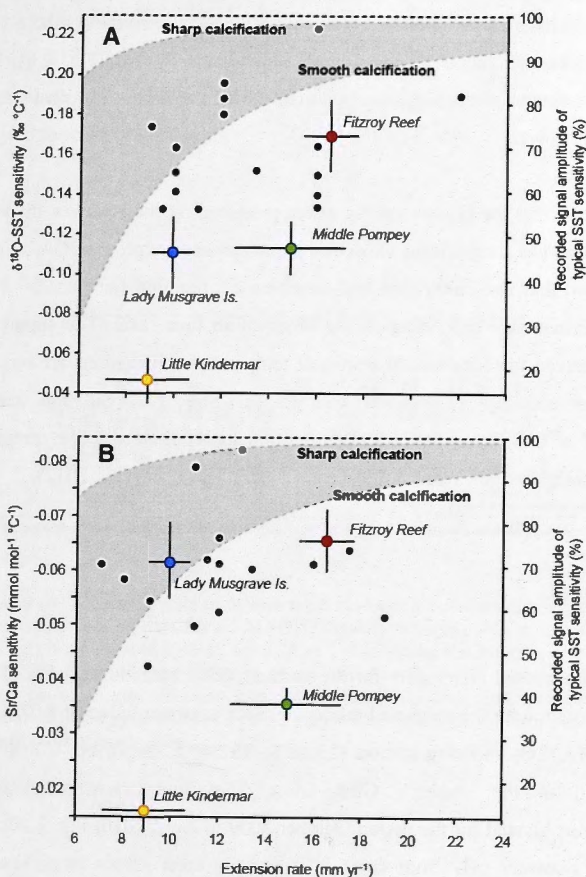 A
Sharp calcification
Smooth calcification
Fitzroy Reef
Middle Pompey
Lady Musgrave Is.
Little Kindermar
-0.22
-0.20
-0.18
-0.16
-0.14
-0.12
-0.10
-0.08
-0.06
-0.04
δ¹⁸O-SST sensitivity (‰ °C⁻¹)
100
90
80
70
60
50
40
30
20
Recorded signal amplitude of
typical SST sensitivity (%)
B
Sharp calcification
Smooth calcification
Fitzroy Reef
Lady Musgrave Is.
Middle Pompey
Little Kindermar
-0.08
-0.07
-0.06
-0.05
-0.04
-0.03
-0.02
Sr/Ca sensitivity (mmol mol⁻¹ °C⁻¹)
100
90
80
70
60
50
40
30
20
Recorded signal amplitude of
typical SST sensitivity (%)
6 8 10 12 14 16 18 20 22 24
Extension rate (mm yr⁻¹)